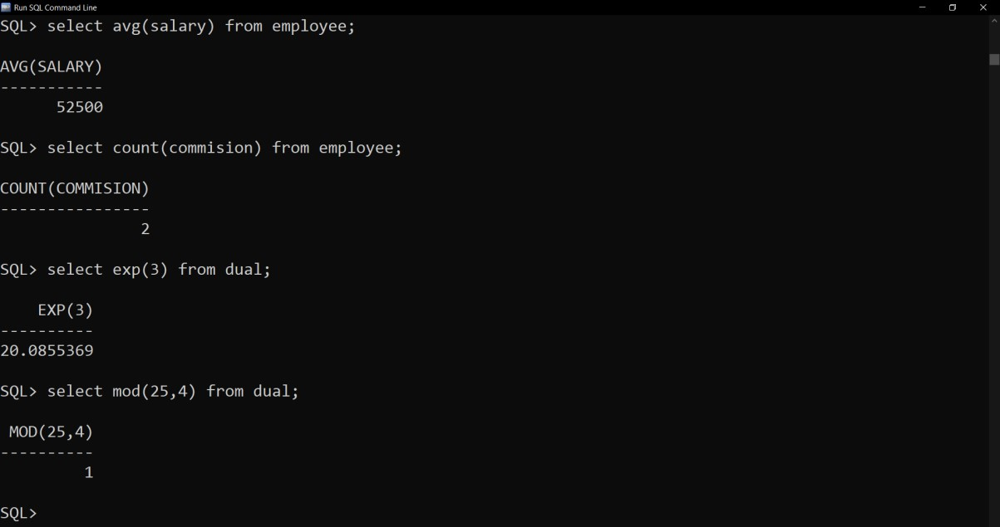 Run SQL Command Line
SQL> select avg(salary) from employee;
AVG(SALARY)
-----------
52500
SQL> select count(commision) from employee;
COUNT(COMMISION)
----------------
2
SQL> select exp(3) from dual;
EXP(3)
----------
20.0855369
SQL> select mod(25,4) from dual;
MOD(25,4)
----------
1
SQL>